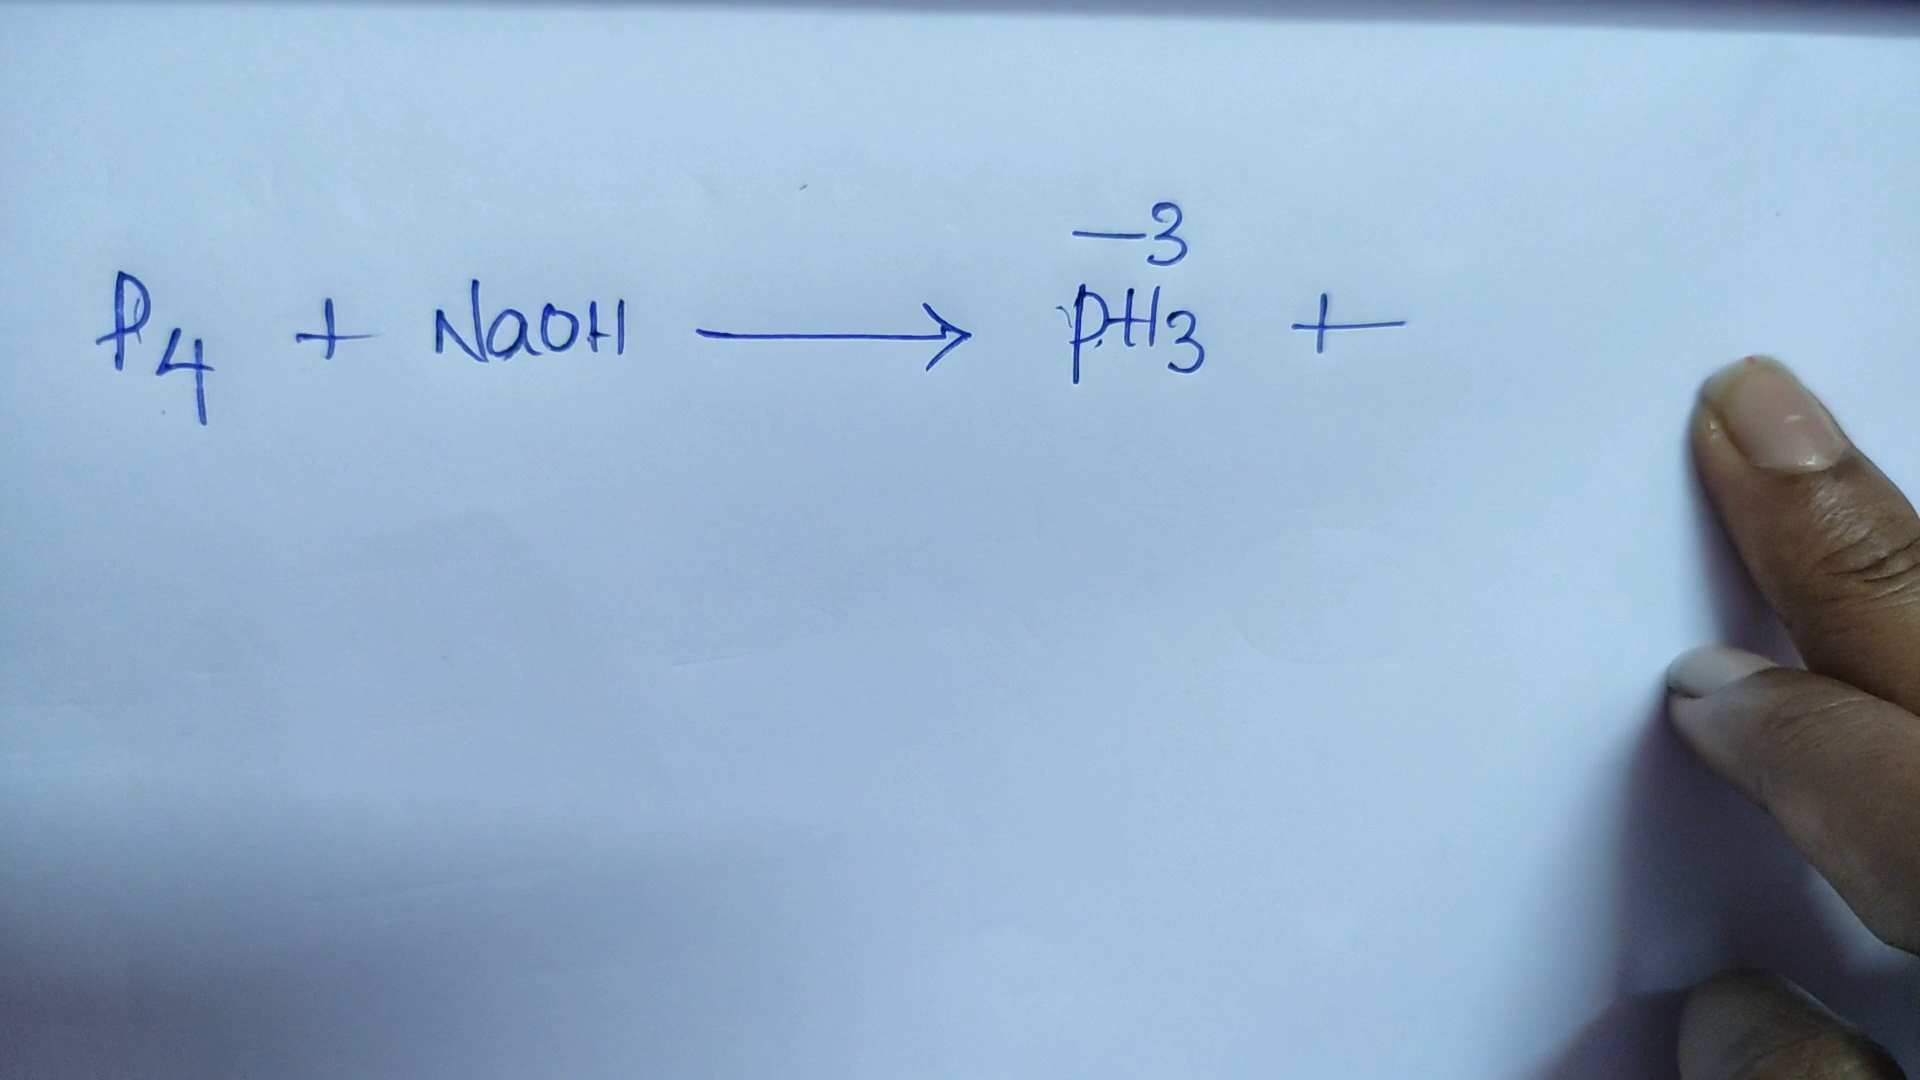 -3
P4 + NaOH ⟶ PH3 +